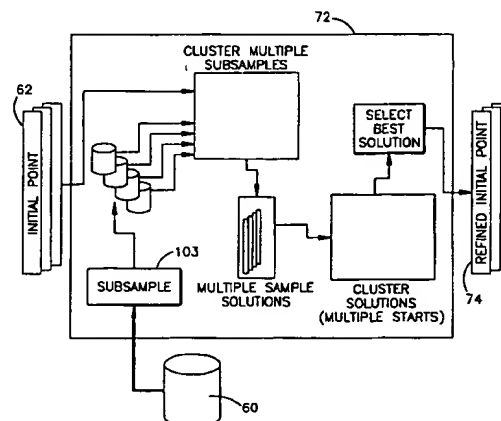 72
CLUSTER MULTIPLE
SUBSAMPLES
62
INITIAL POINT
SELECT
BEST
SOLUTION
REFINED INITIAL POINT
103
SUBSAMPLE
MULTIPLE SAMPLE
SOLUTIONS
CLUSTER
SOLUTIONS
(MULTIPLE STARTS)
74
60